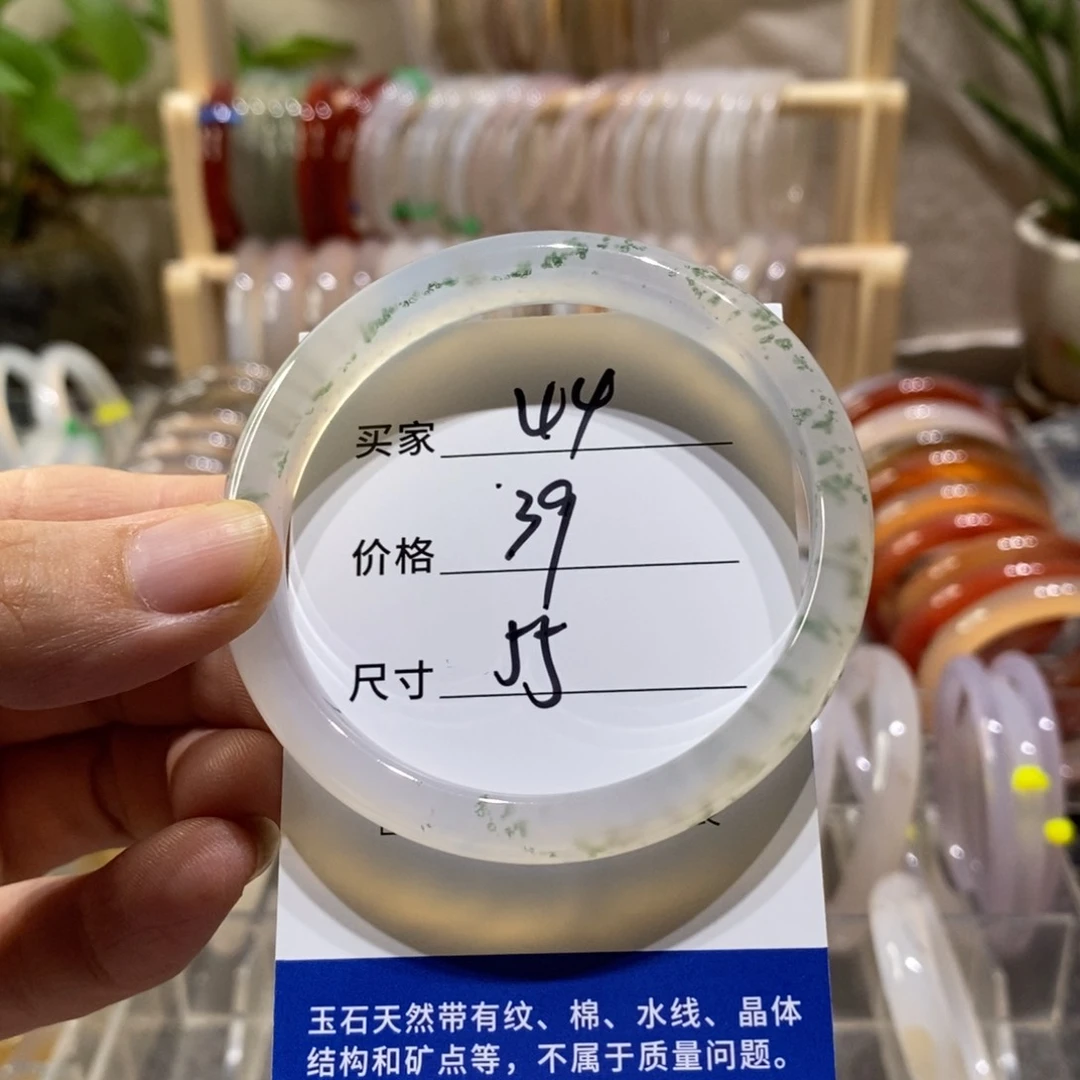 买家 44
价格 39
尺寸 55
玉石天然带有纹、棉、水线、晶体
结构和矿点等，不属于质量问题。